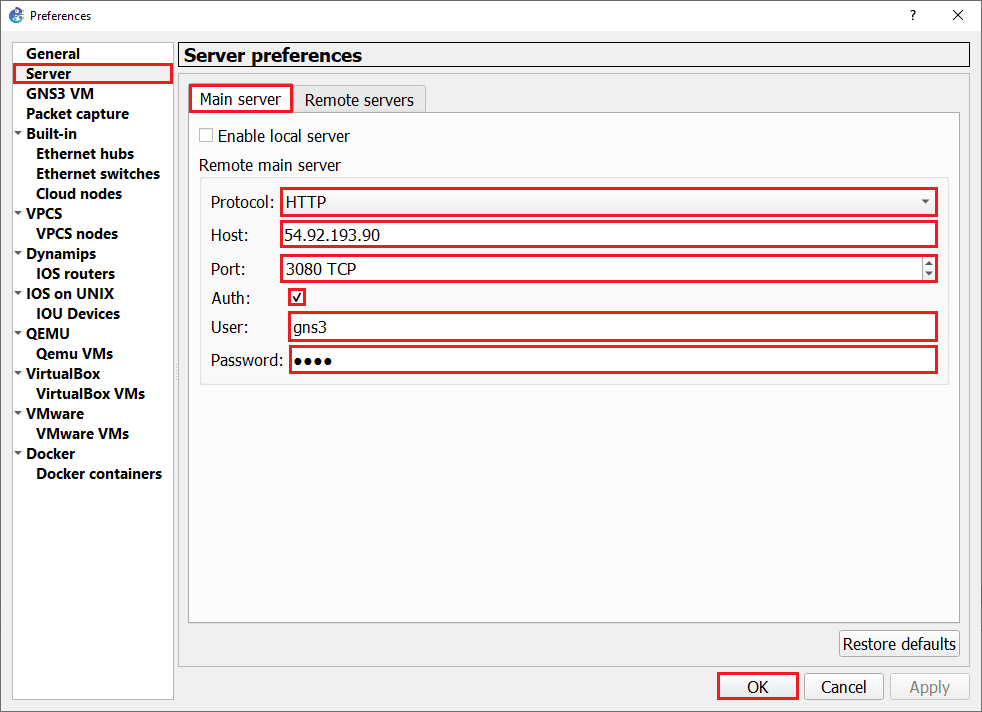 Preferences
?
General
Server
GNS3 VM
Packet capture
Built-in
Ethernet hubs
Ethernet switches
Cloud nodes
VPCS
VPCS nodes
Dynamips
IOS routers
IOS on UNIX
IOU Devices
QEMU
Qemu VMs
VirtualBox
VirtualBox VMs
VMware
VMware VMs
Docker
Docker containers
Server preferences
Main server
Remote servers
Enable local server
Remote main server
Protocol: HTTP
Host: 54.92.193.90
Port: 3080 TCP
Auth:
User: gns3
Password: ●●●●
Restore defaults
OK
Cancel
Apply